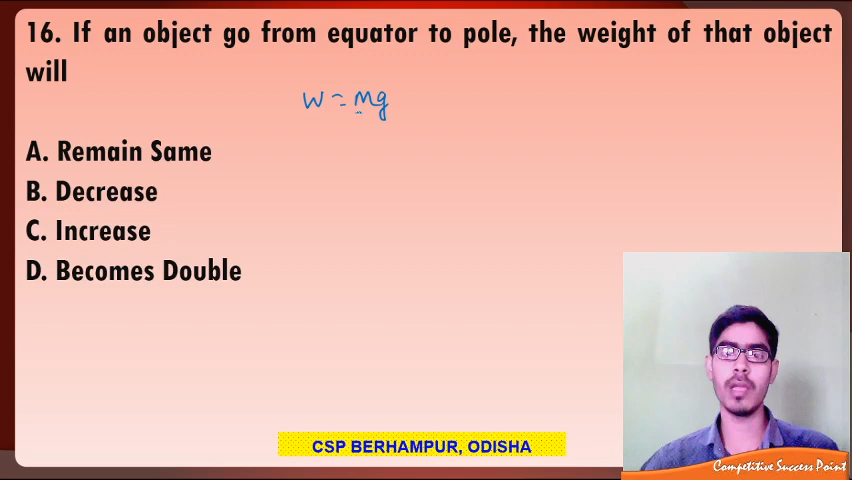 16. If an object go from equator to pole, the weight of that object
will
W = mg
A. Remain Same
B. Decrease
C. Increase
D. Becomes Double
CSP BERHAMPUR, ODISHA
Competitive Success Point